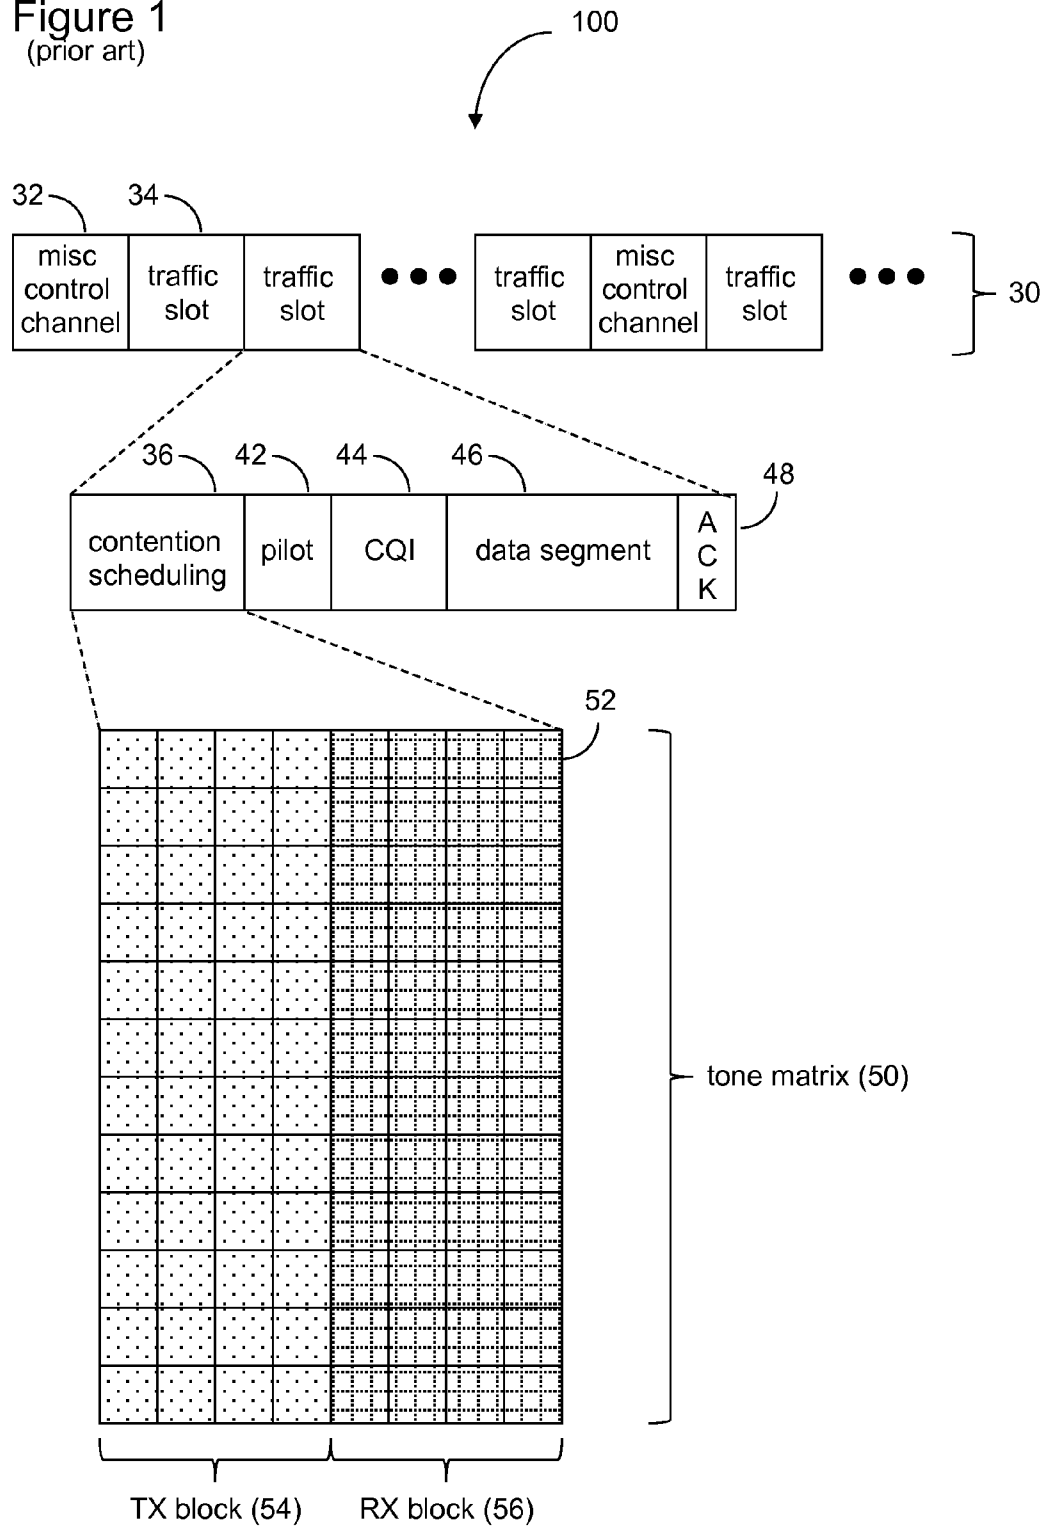 Figure 1
(prior art)
100
32
34
misc
control
channel
traffic
slot
traffic
slot
traffic
slot
misc
control
channel
traffic
slot
30
36
42
44
46
48
contention
scheduling
pilot
CQI
data segment
A
C
K
52
tone matrix (50)
TX block (54)
RX block (56)